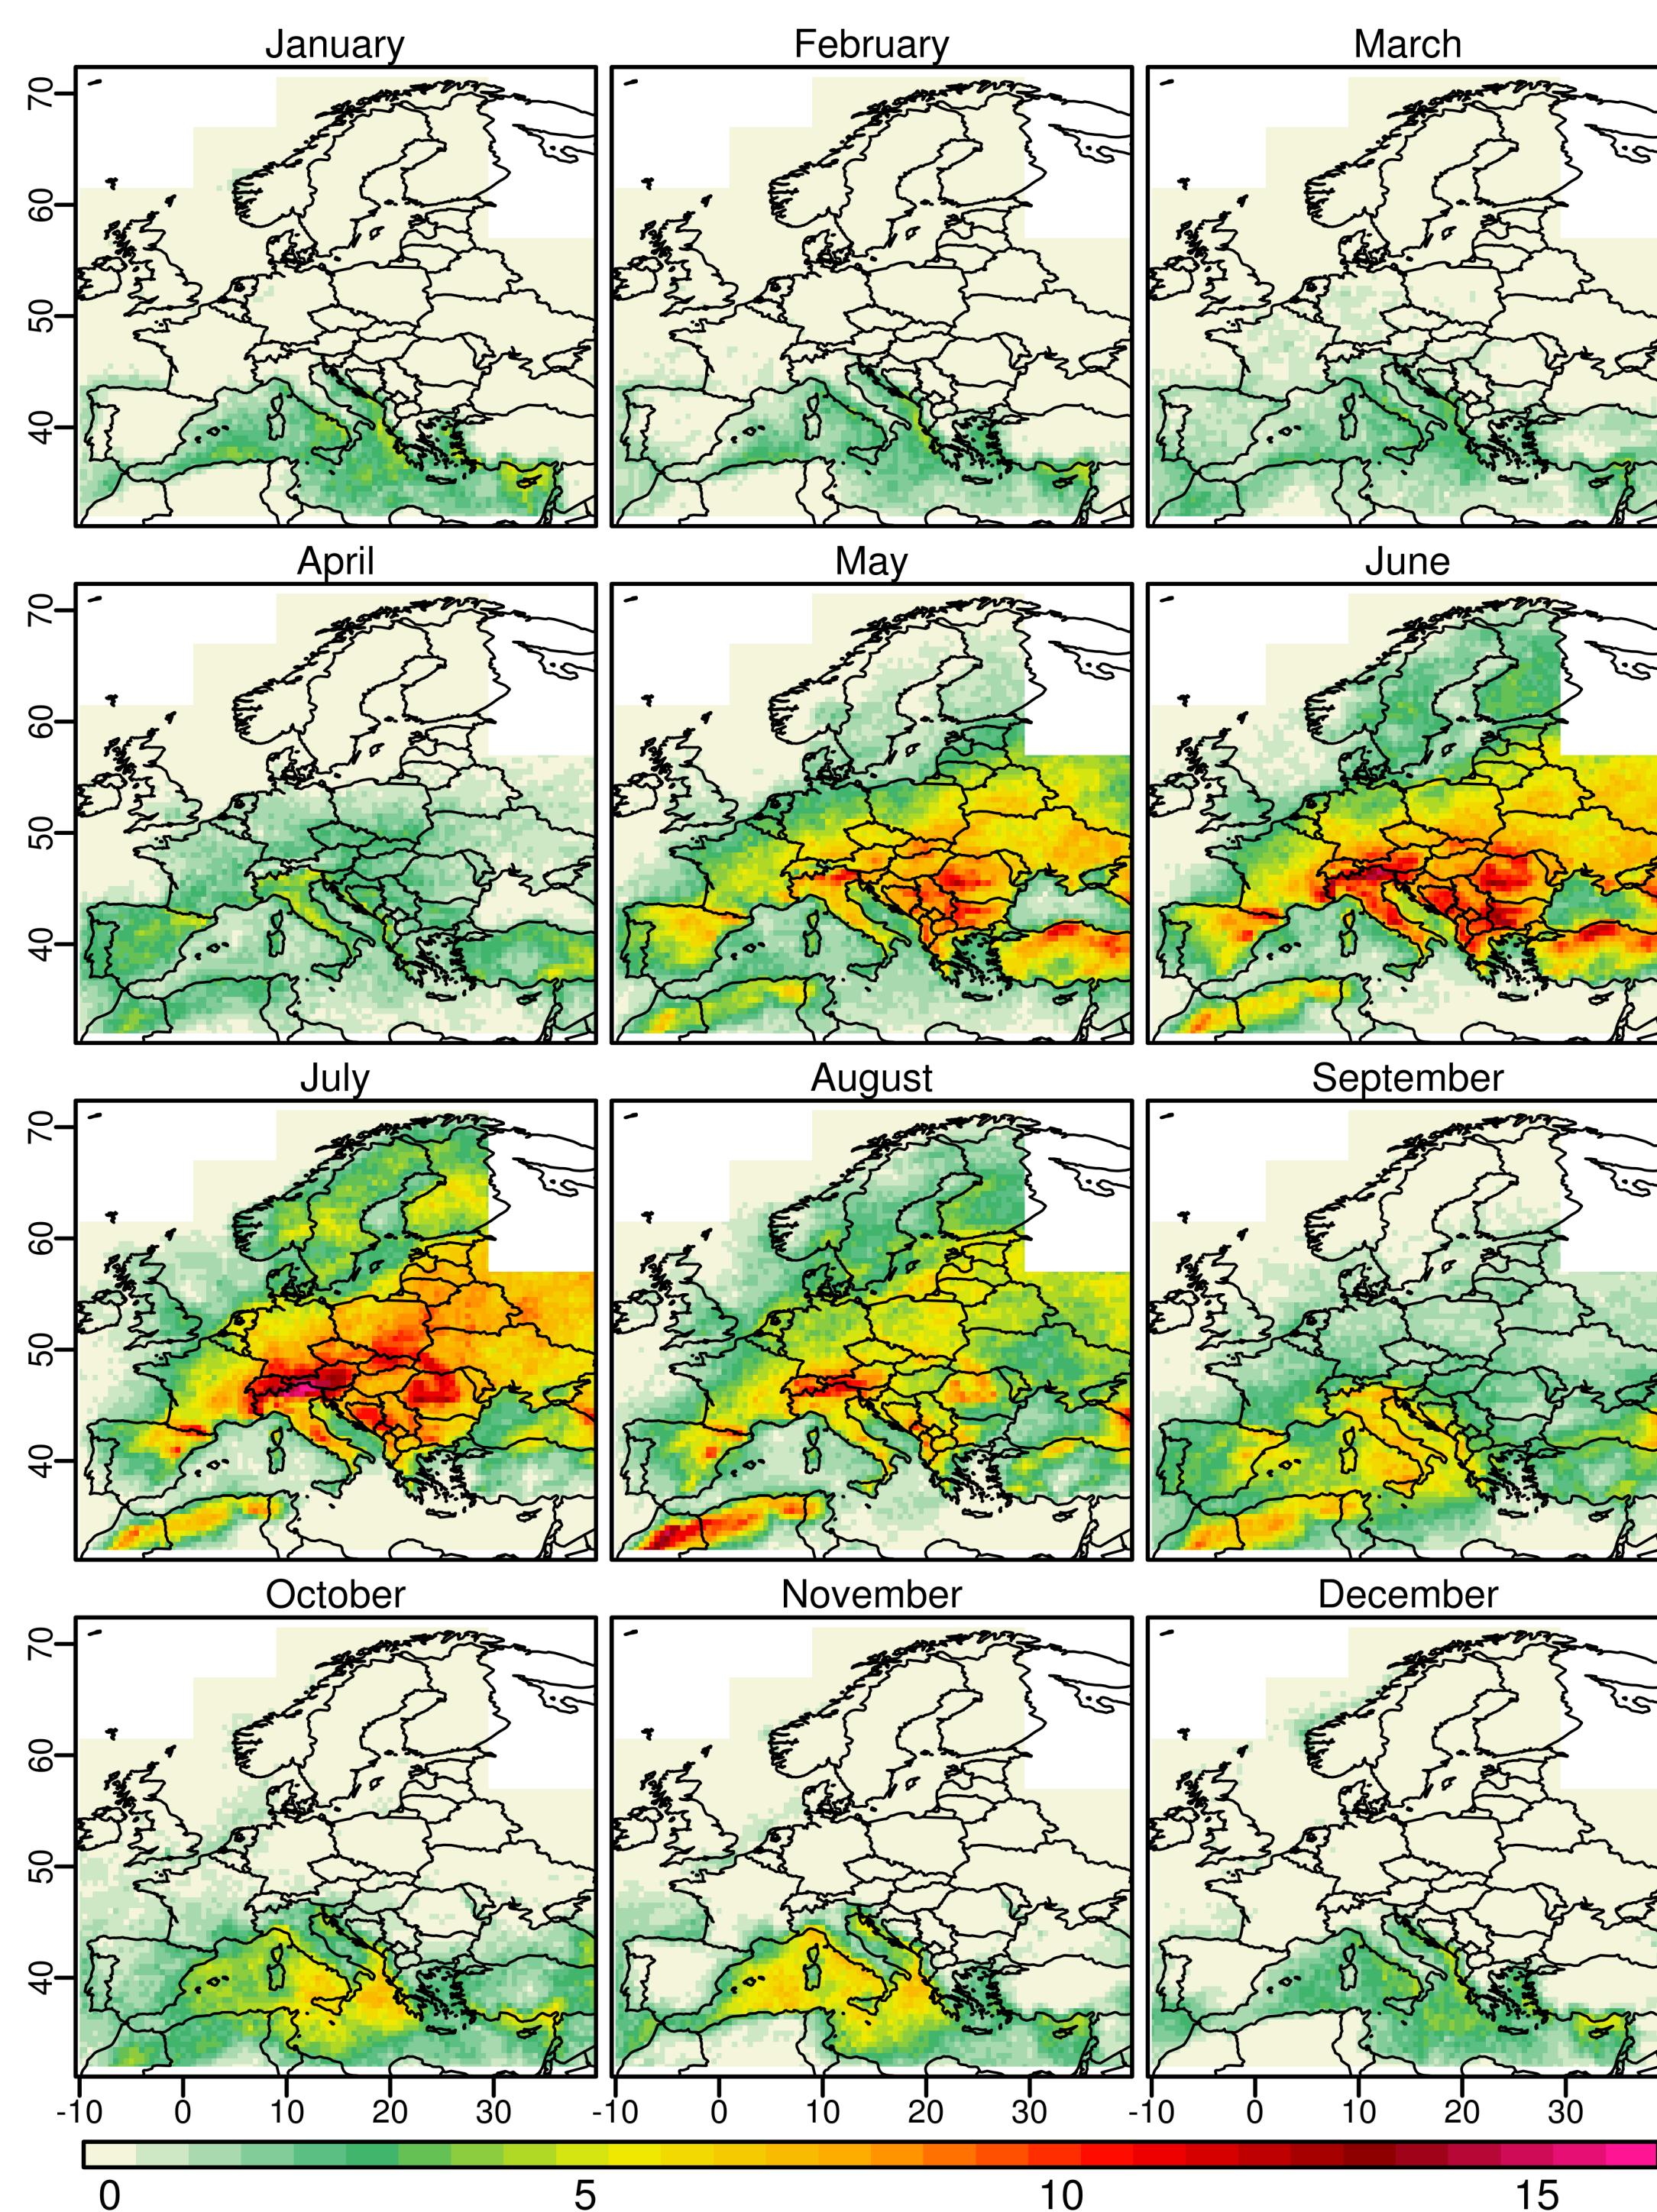 January February March
70
60
50
40
April May June
70
60
50
40
July August September
70
60
50
40
October November December
70
60
50
40
-10 0 10 20 30 -10 0 10 20 30 -10 0 10 20 30
0 5 10 15